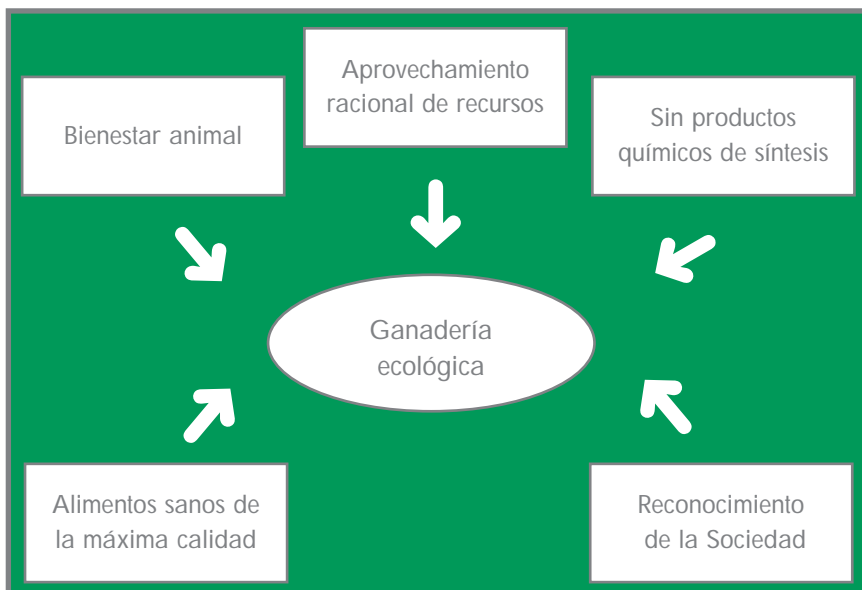 Aprovechamiento
racional de recursos
Bienestar animal
Sin productos
químicos de síntesis
Ganadería
ecológica
Alimentos sanos de
la máxima calidad
Reconocimiento
de la Sociedad